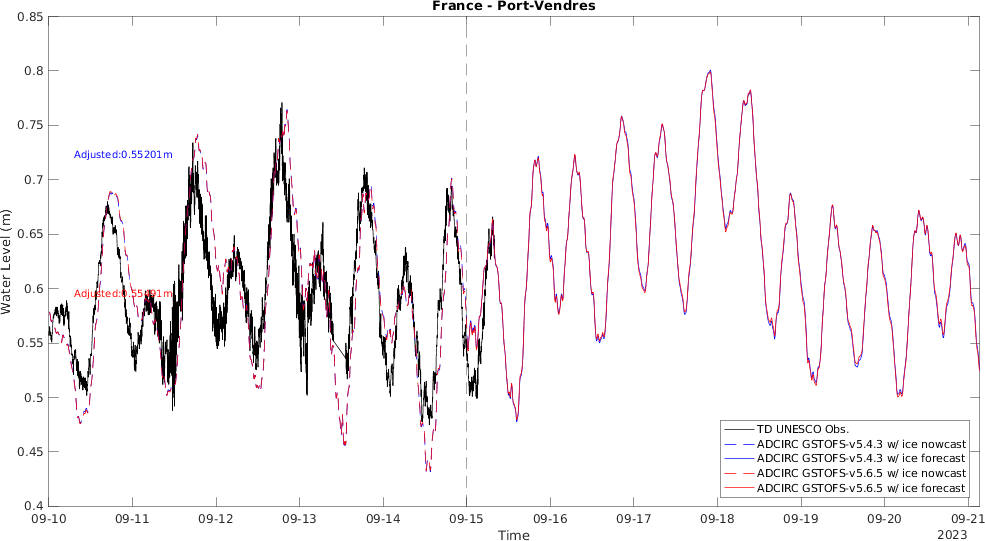 France - Port-Vendres
0.85
0.8
0.75
0.7
0.65
0.6
0.55
0.5
0.45
0.4
Water Level (m)
Adjusted:0.55201m
09-10
09-11
09-12
09-13
09-14
09-15
09-16
09-17
09-18
09-19
09-20
09-21
Time
2023
TD UNESCO Obs.
ADCIRC GSTOFS-v5.4.3 w/ ice nowcast
ADCIRC GSTOFS-v5.4.3 w/ ice forecast
ADCIRC GSTOFS-v5.6.5 w/ ice nowcast
ADCIRC GSTOFS-v5.6.5 w/ ice forecast